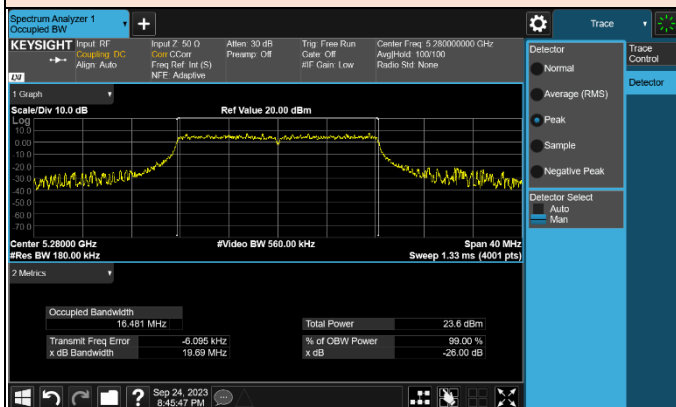 Spectrum Analyzer 1
Occupied BW
+
Trace
KEYSIGHT
Input: RF
Coupling: DC
Align: Auto
Input Z: 50 Ω
Corr CCorr
Freq Ref: Int (S)
NFE: Adaptive
Atten: 30 dB
Preamp: Off
Trig: Free Run
Gate: Off
#IF Gain: Low
Center Freq: 5.280000000 GHz
Avg|Hold: 100/100
Radio Std: None
LXI
1 Graph
Scale/Div 10.0 dB
Ref Value 20.00 dBm
Log
10.0
0.00
-10.0
-20.0
-30.0
-40.0
-50.0
-60.0
-70.0
Center 5.28000 GHz
#Video BW 560.00 kHz
Span 40 MHz
#Res BW 180.00 kHz
Sweep 1.33 ms (4001 pts)
2 Metrics
Occupied Bandwidth
16.481 MHz
Total Power 23.6 dBm
Transmit Freq Error -6.095 kHz
% of OBW Power 99.00 %
x dB Bandwidth 19.69 MHz
x dB -26.00 dB
Sep 24, 2023
8:45:47 PM
?
Detector
Normal
Average (RMS)
Peak
Sample
Negative Peak
Detector Select
Auto
Man
Trace
Control
Detector